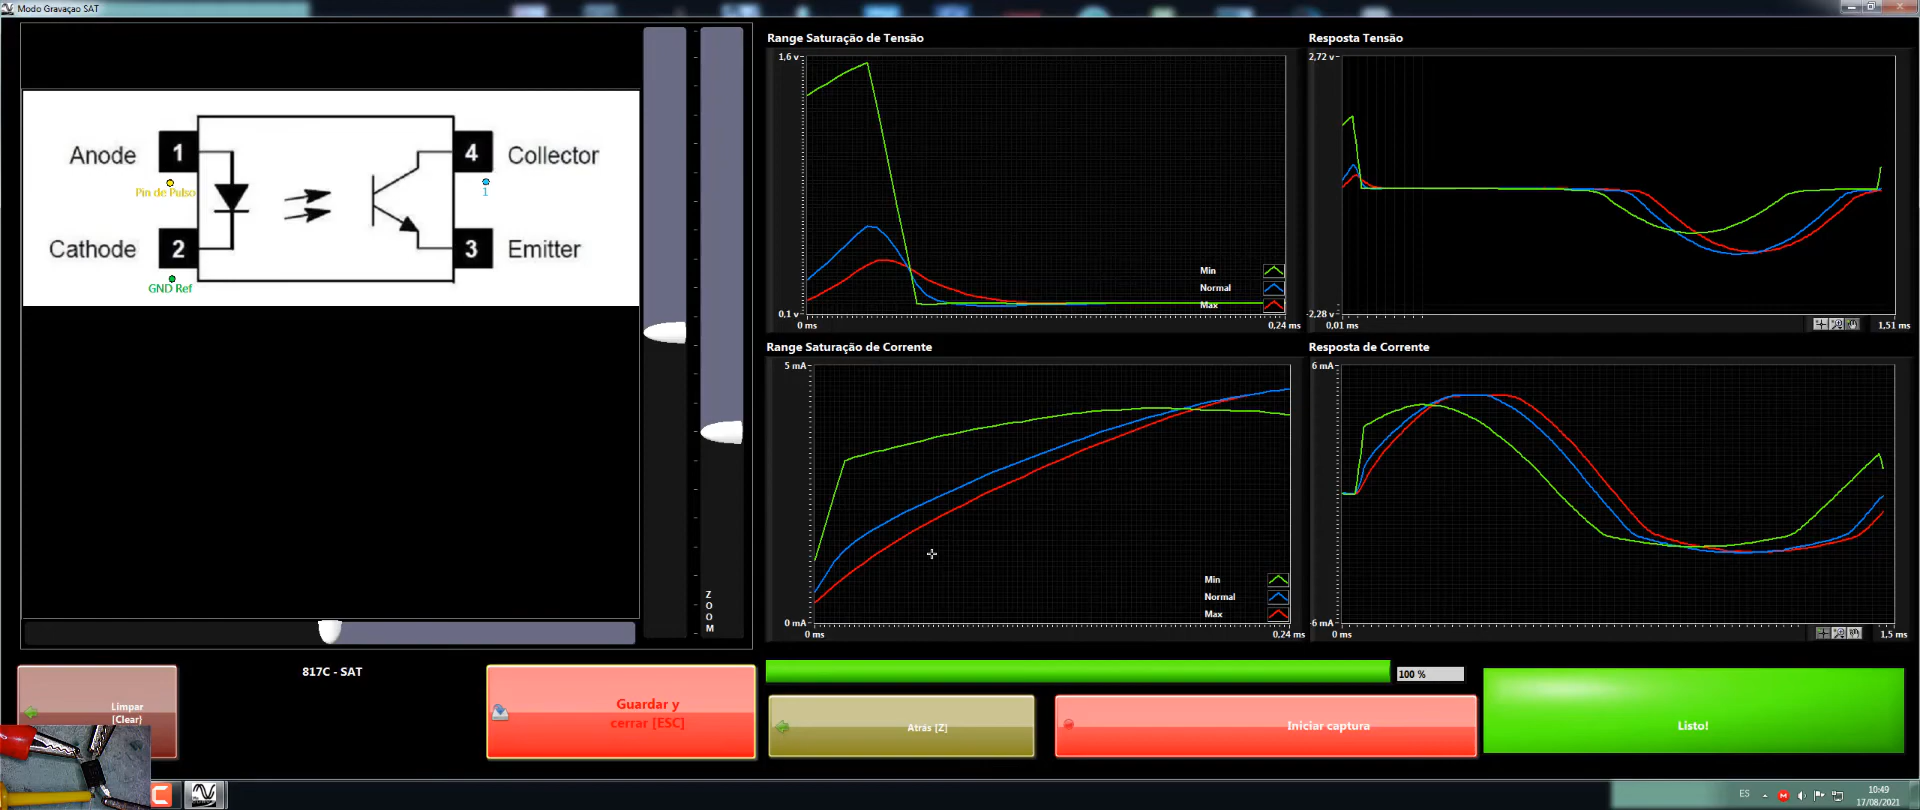 Modo Gravaçao SAT
Anode
1
Pin de Pulso
Cathode
2
GND Ref
4
Collector
1
3
Emitter
Z
O
O
M
Range Saturação de Tensão
1,6 v
0,1 v
0 ms
0,24 ms
Min
Normal
Max
Resposta Tensão
2,72 v
-2,28 v
0,01 ms
1,51 ms
Range Saturação de Corrente
5 mA
0 mA
0 ms
0,24 ms
Min
Normal
Max
Resposta de Corrente
6 mA
-6 mA
0 ms
1.5 ms
Limpar
[Clear}
817C - SAT
Guardar y
cerrar [ESC]
100 %
Atrás [Z]
Iniciar captura
Listo!
ES
10:49
17/08/2021